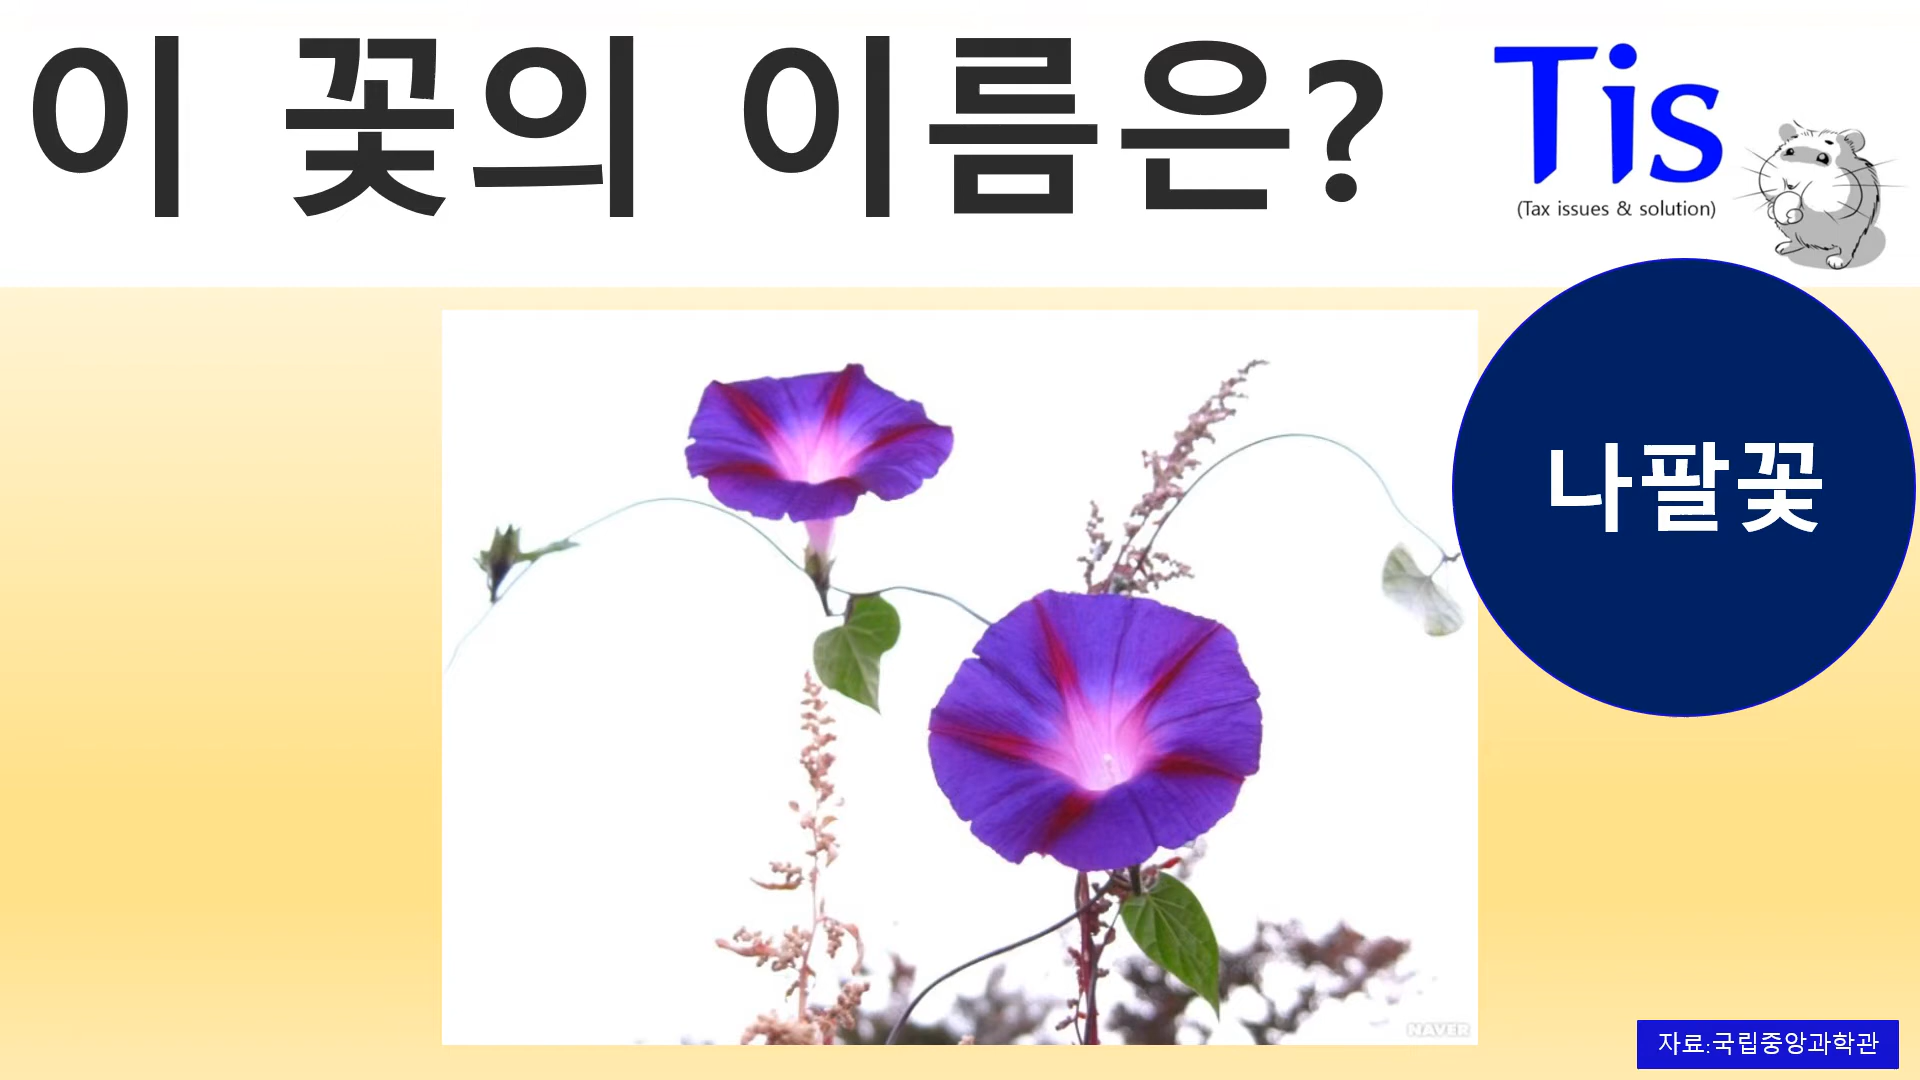 이 꽃의 이름은?
Tis
(Tax issues & solution)
나팔꽃
NAVER
자료:국립중앙과학관